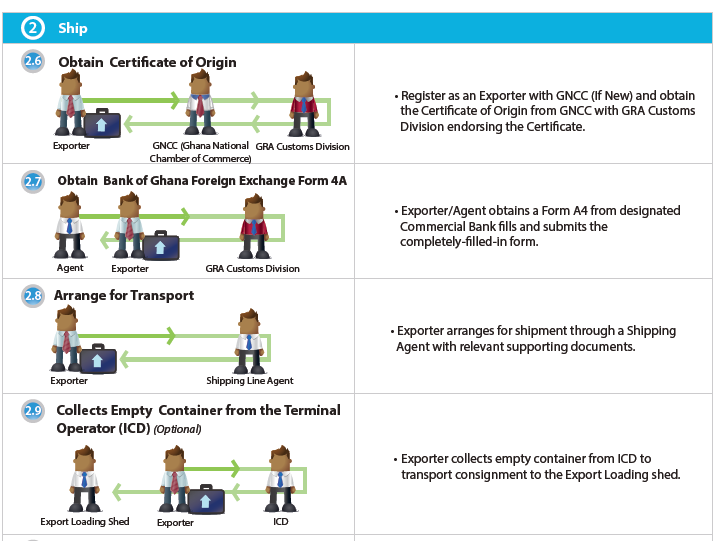 2 Ship
2.6 Obtain Certificate of Origin
Exporter
GNCC (Ghana National
Chamber of Commerce)
GRA Customs Division
• Register as an Exporter with GNCC (If New) and obtain
the Certificate of Origin from GNCC with GRA Customs
Division endorsing the Certificate.
2.7 Obtain Bank of Ghana Foreign Exchange Form 4A
Agent
Exporter
GRA Customs Division
• Exporter/Agent obtains a Form A4 from designated
Commercial Bank fills and submits the
completely-filled-in form.
2.8 Arrange for Transport
Exporter
Shipping Line Agent
• Exporter arranges for shipment through a Shipping
Agent with relevant supporting documents.
2.9 Collects Empty Container from the Terminal
Operator (ICD) (Optional)
Export Loading Shed
Exporter
ICD
• Exporter collects empty container from ICD to
transport consignment to the Export Loading shed.